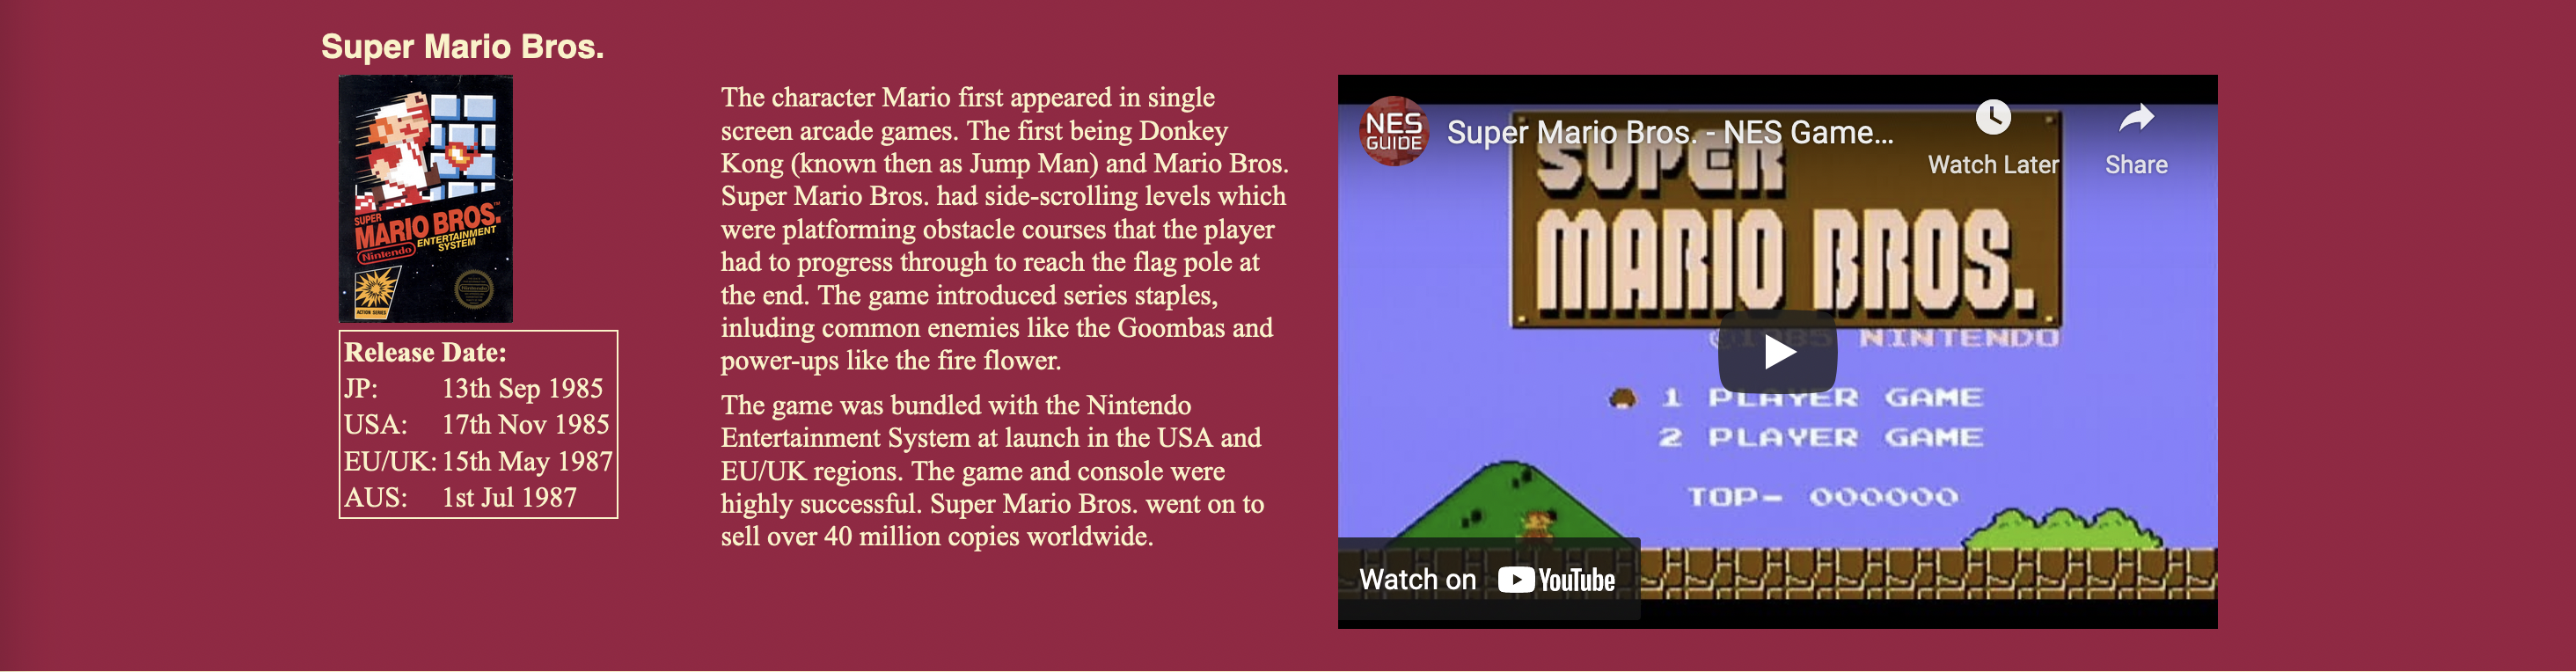 Super Mario Bros.
SUPER
MARIO BROS.™
Nintendo
ENTERTAINMENT
SYSTEM
ACTION SERIES
Release Date:
JP: 13th Sep 1985
USA: 17th Nov 1985
EU/UK: 15th May 1987
AUS: 1st Jul 1987
The character Mario first appeared in single
screen arcade games. The first being Donkey
Kong (known then as Jump Man) and Mario Bros.
Super Mario Bros. had side-scrolling levels which
were platforming obstacle courses that the player
had to progress through to reach the flag pole at
the end. The game introduced series staples,
inluding common enemies like the Goombas and
power-ups like the fire flower.
The game was bundled with the Nintendo
Entertainment System at launch in the USA and
EU/UK regions. The game and console were
highly successful. Super Mario Bros. went on to
sell over 40 million copies worldwide.
NES
GUIDE
Super Mario Bros. - NES Game...
Watch Later
Share
SUPER
MARIO BROS.
©1985 NINTENDO
1 PLAYER GAME
2 PLAYER GAME
TOP- 000000
Watch on YouTube